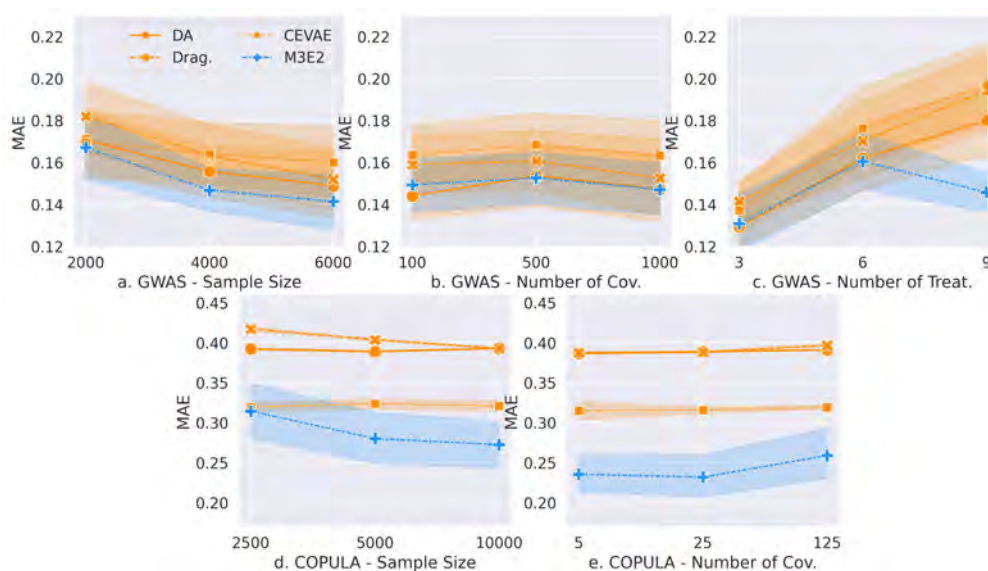 0.22
0.20
0.18
0.16
0.14
0.12
MAE
DA
Drag.
CEVAE
M3E2
2000 4000 6000
a. GWAS - Sample Size
0.22
0.20
0.18
0.16
0.14
0.12
MAE
100 500 1000
b. GWAS - Number of Cov.
0.22
0.20
0.18
0.16
0.14
0.12
MAE
3 6 9
c. GWAS - Number of Treat.
0.45
0.40
0.35
0.30
0.25
0.20
MAE
2500 5000 10000
d. COPULA - Sample Size
0.45
0.40
0.35
0.30
0.25
0.20
MAE
5 25 125
e. COPULA - Number of Cov.